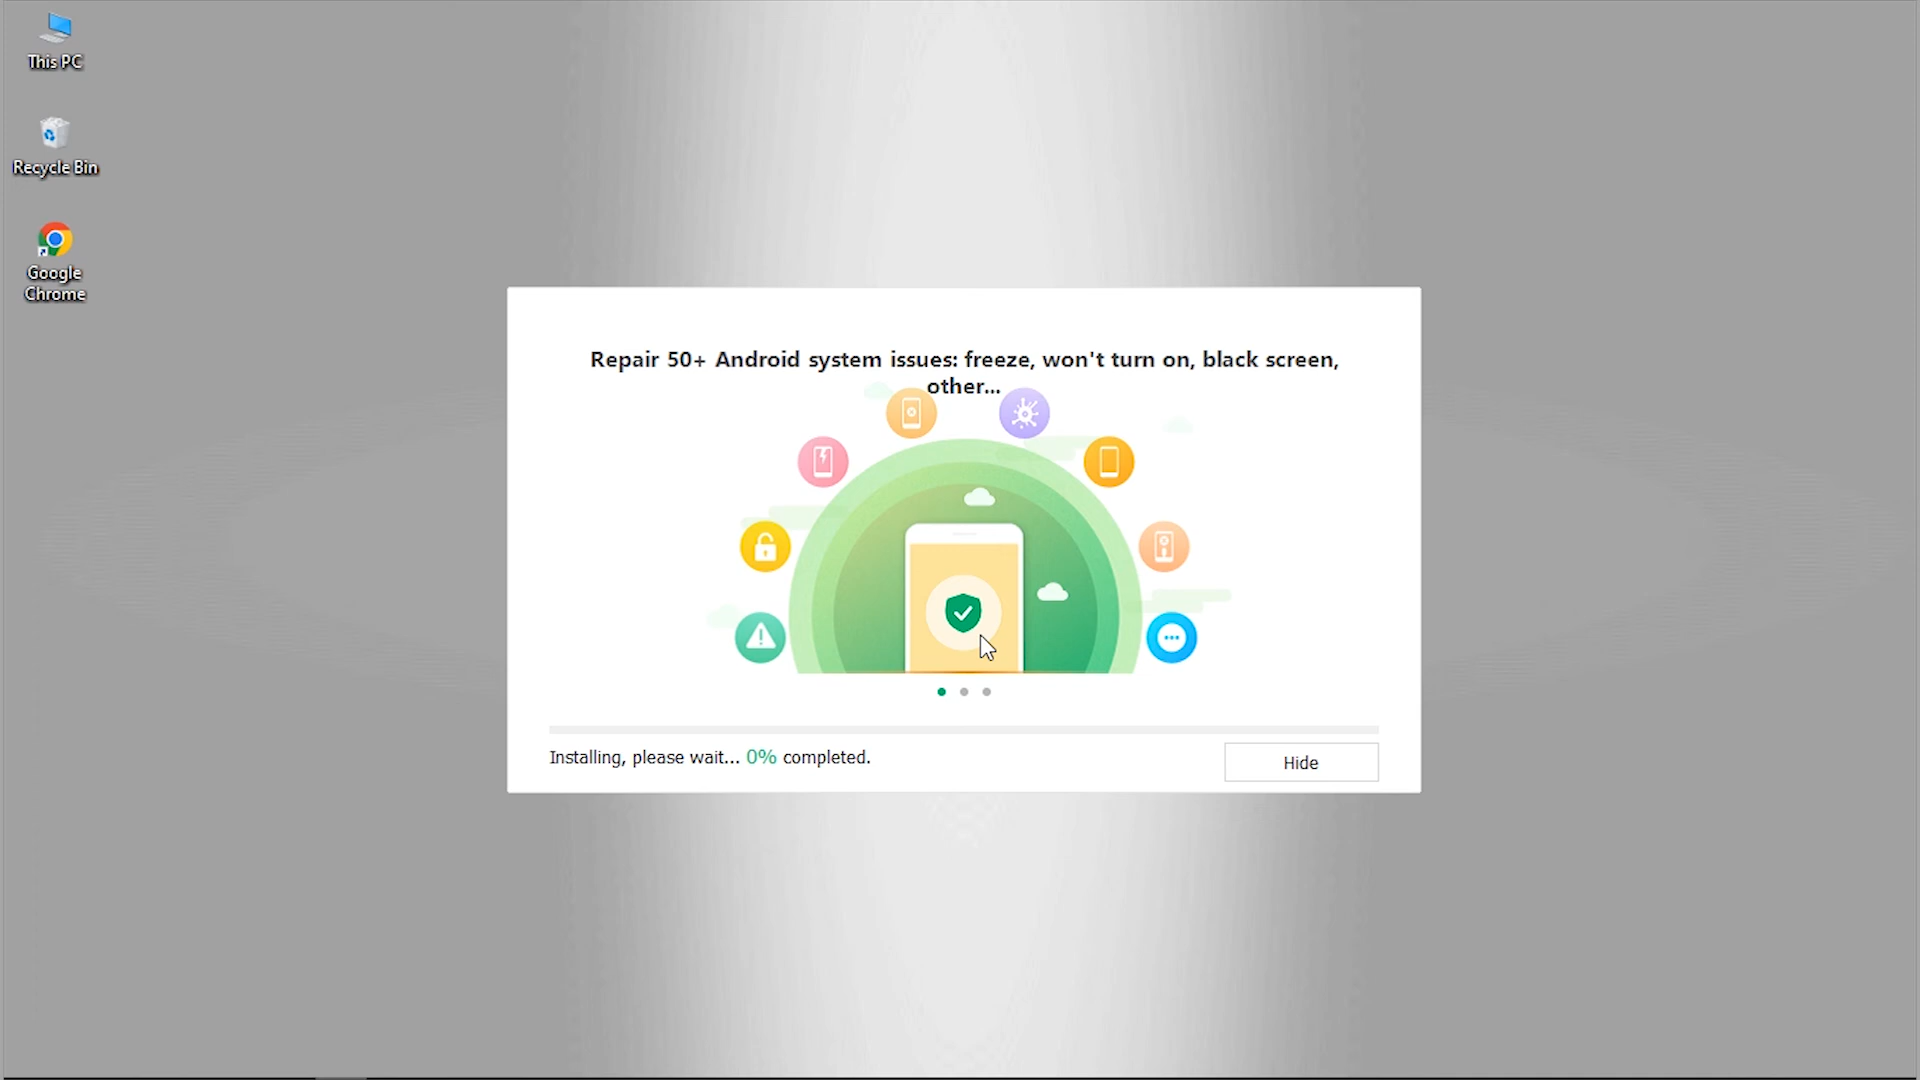 This PC
Recycle Bin
Google
Chrome
Repair 50+ Android system issues: freeze, won't turn on, black screen,
other...
Installing, please wait... 0% completed.
Hide